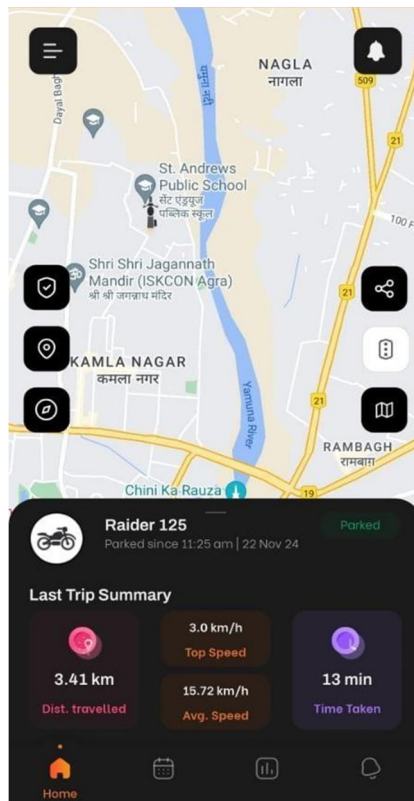 NAGLA
नागला
यमुना नदी
509
Dayal Bagh
21
St. Andrews
Public School
सेंट एंड्रयूज
पब्लिक स्कूल
100 F
Shri Shri Jagannath
Mandir (ISKCON Agra)
श्री श्री जगन्नाथ मंदिर
21
KAMLA NAGAR
कमला नगर
Yamuna River
21
RAMBAGH
रामबाग़
Chini Ka Rauza
19
Raider 125
Parked
Parked since 11:25 am | 22 Nov 24
Last Trip Summary
3.41 km
Dist. travelled
3.0 km/h
Top Speed
15.72 km/h
Avg. Speed
13 min
Time Taken
Home